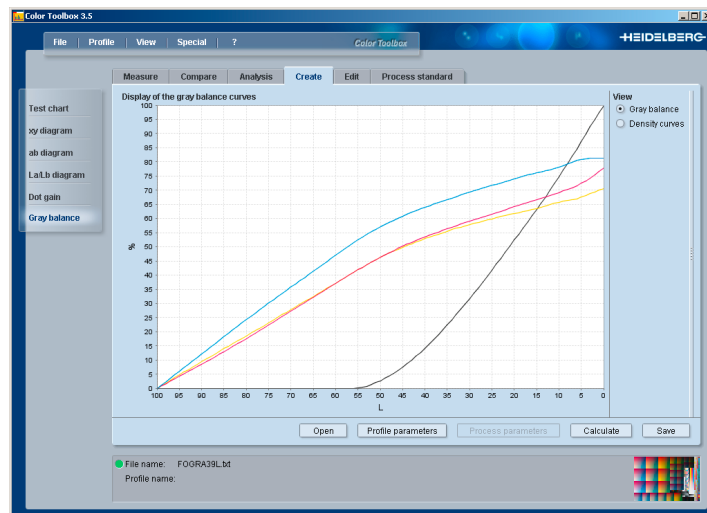 Color Toolbox 3.5
File Profile View Special ? Color Toolbox HEIDELBERG
Measure Compare Analysis Create Edit Process standard
Test chart
xy diagram
ab diagram
La/Lb diagram
Dot gain
Gray balance
Display of the gray balance curves
100
95
90
85
80
75
70
65
60
55
50
45
40
35
30
25
20
15
10
5
0
%
100 95 90 85 80 75 70 65 60 55 50 45 40 35 30 25 20 15 10 5 0
L
View
Gray balance
Density curves
Open Profile parameters Process parameters Calculate Save
File name: FOGRA39L.txt
Profile name: